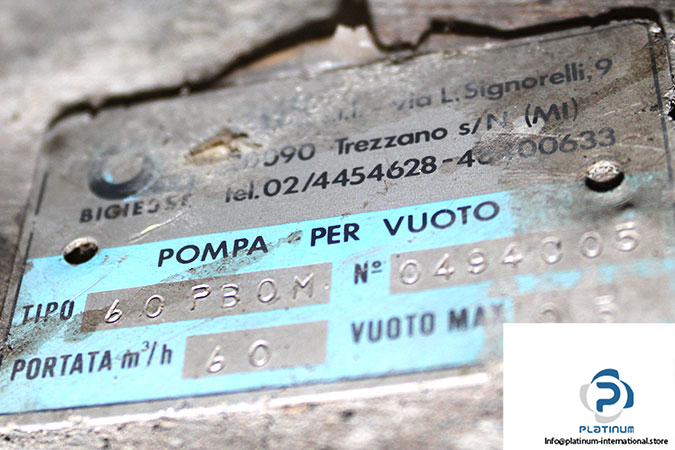 via L. Signorelli, 9
Trezzano s/N (MI)
tel. 02/4454628-
BIGIESSE
POMPA PER VUOTO
TIPO 60 PBOM Nº 0494005
PORTATA m³/h 60 VUOTO MAX
PLATINUM
Info@platinum-international.store